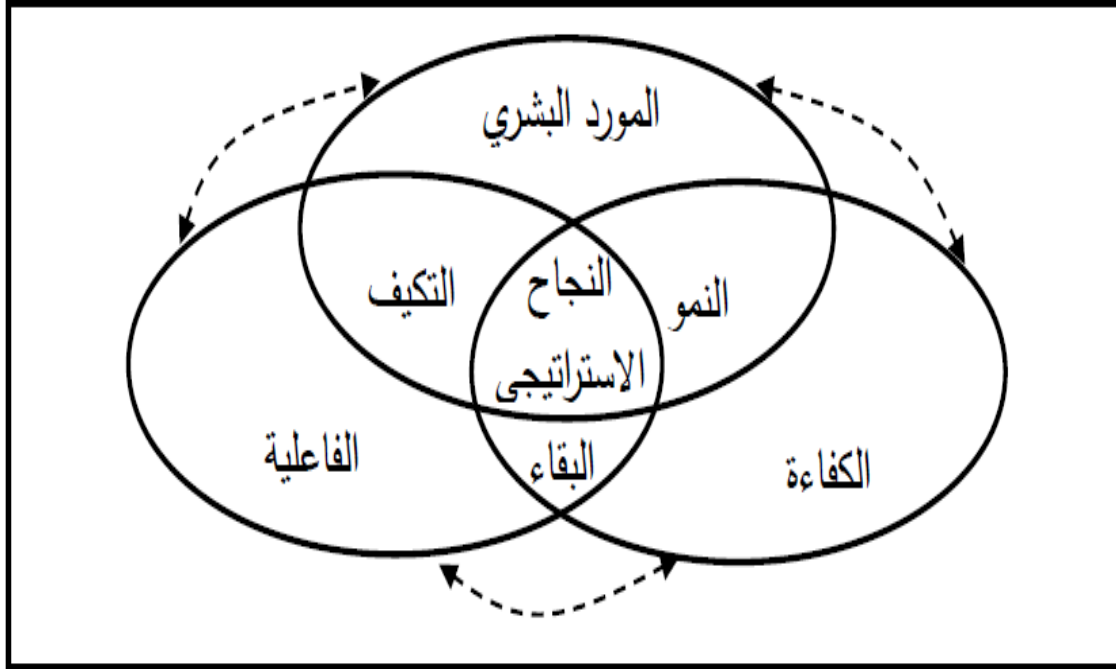 المورد البشري
النجاح
الاستراتيجى
النمو
التكيف
البقاء
الكفاءة
الفاعلية